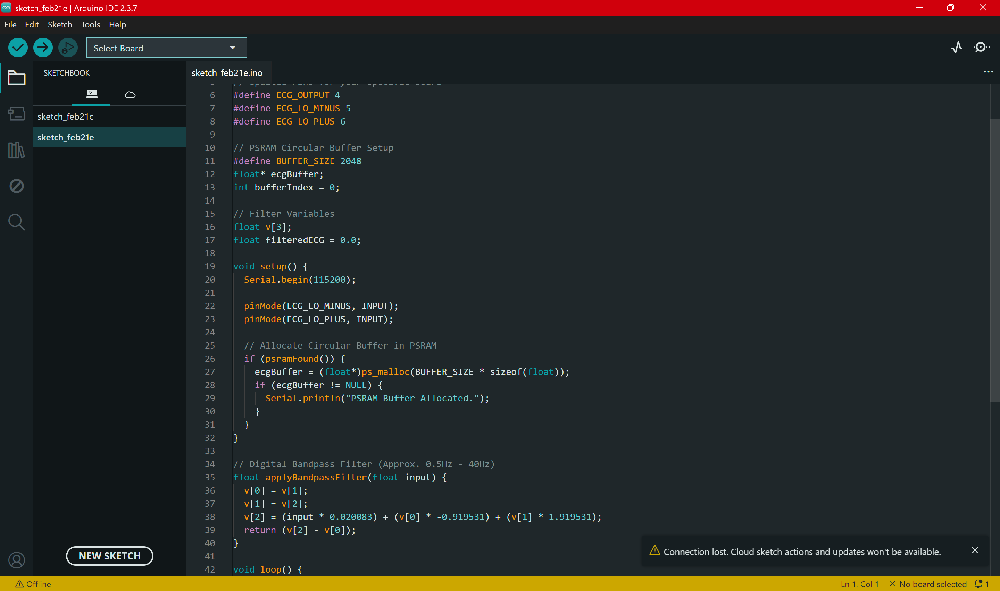 sketch_feb21e | Arduino IDE 2.3.7
File Edit Sketch Tools Help
Select Board
SKETCHBOOK
sketch_feb21c
sketch_feb21e
NEW SKETCH
sketch_feb21e.ino
5 // Updated Pins for your specific board
6 #define ECG_OUTPUT 4
7 #define ECG_LO_MINUS 5
8 #define ECG_LO_PLUS 6
9
10 // PSRAM Circular Buffer Setup
11 #define BUFFER_SIZE 2048
12 float* ecgBuffer;
13 int bufferIndex = 0;
14
15 // Filter Variables
16 float v[3];
17 float filteredECG = 0.0;
18
19 void setup() {
20   Serial.begin(115200);
21
22   pinMode(ECG_LO_MINUS, INPUT);
23   pinMode(ECG_LO_PLUS, INPUT);
24
25   // Allocate Circular Buffer in PSRAM
26   if (psramFound()) {
27     ecgBuffer = (float*)ps_malloc(BUFFER_SIZE * sizeof(float));
28     if (ecgBuffer != NULL) {
29       Serial.println("PSRAM Buffer Allocated.");
30     }
31   }
32 }
33
34 // Digital Bandpass Filter (Approx. 0.5Hz - 40Hz)
35 float applyBandpassFilter(float input) {
36   v[0] = v[1];
37   v[1] = v[2];
38   v[2] = (input * 0.020083) + (v[0] * -0.919531) + (v[1] * 1.919531);
39   return (v[2] - v[0]);
40 }
41
42 void loop() {
Connection lost. Cloud sketch actions and updates won't be available.
Offline
Ln 1, Col 1 No board selected 1